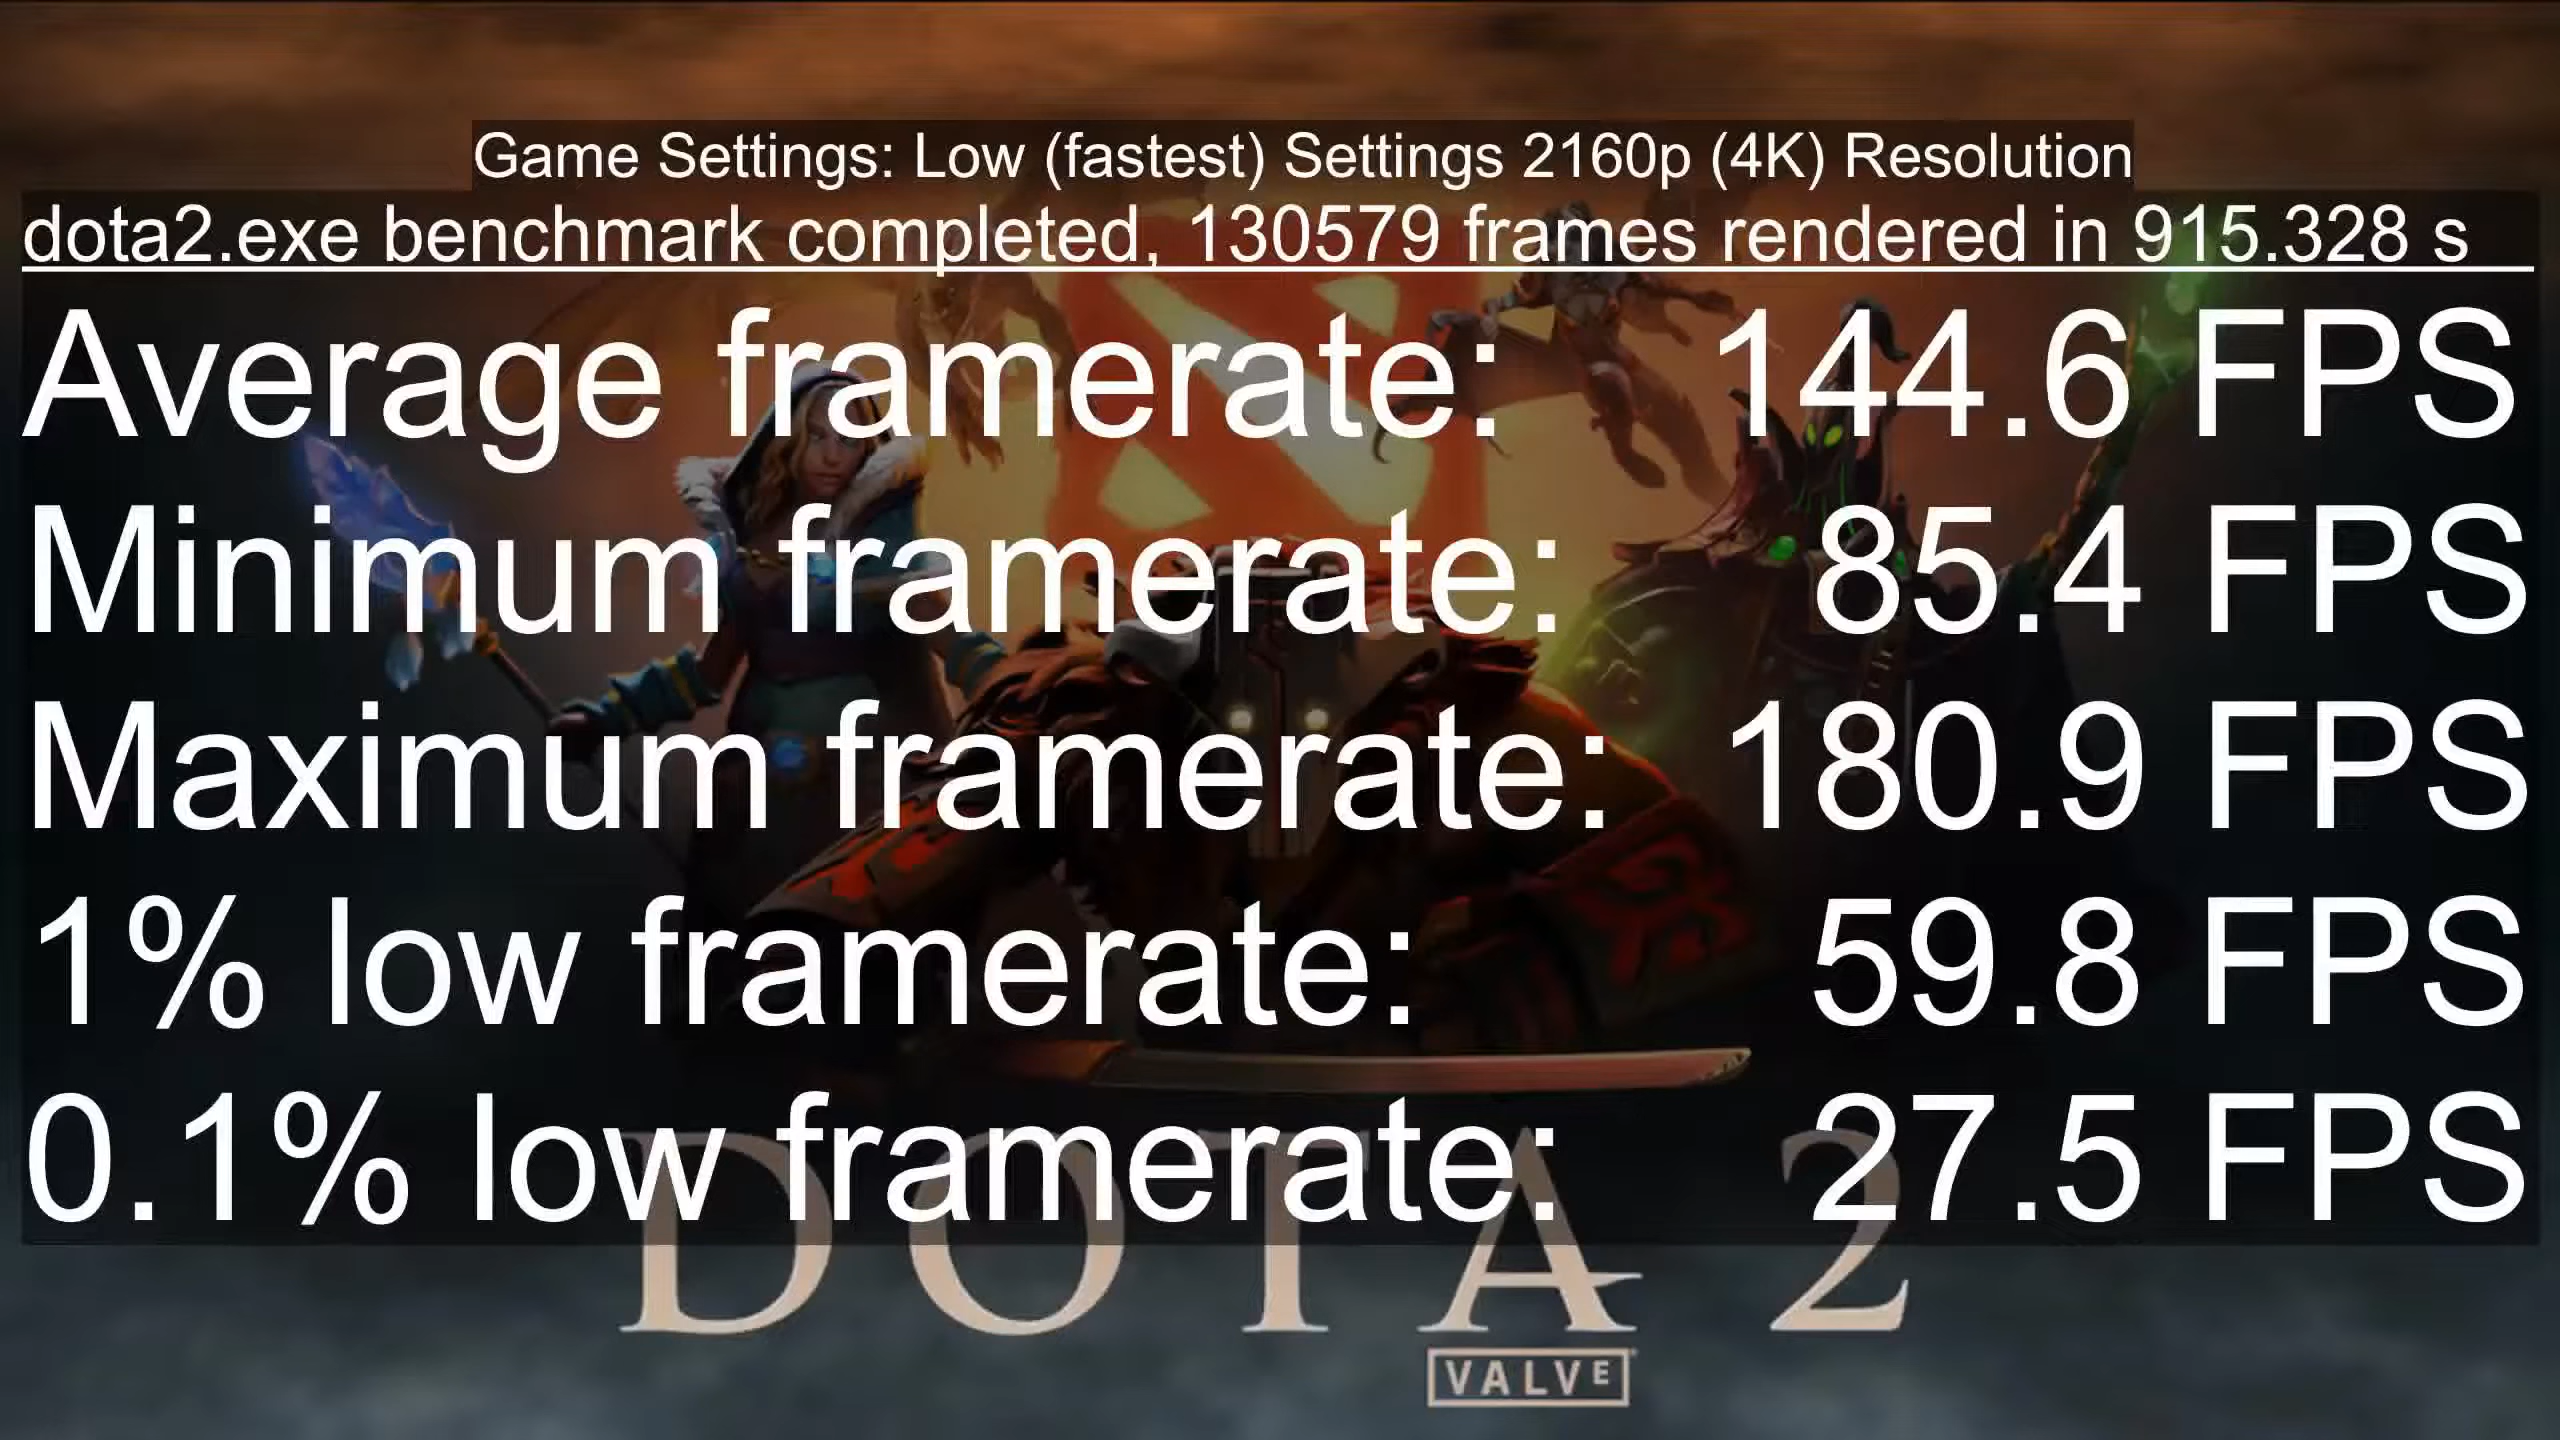 Game Settings: Low (fastest) Settings 2160p (4K) Resolution
dota2.exe benchmark completed, 130579 frames rendered in 915.328 s
Average framerate: 144.6 FPS
Minimum framerate: 85.4 FPS
Maximum framerate: 180.9 FPS
1% low framerate: 59.8 FPS
0.1% low framerate: 27.5 FPS
DOTA 2
VALVE